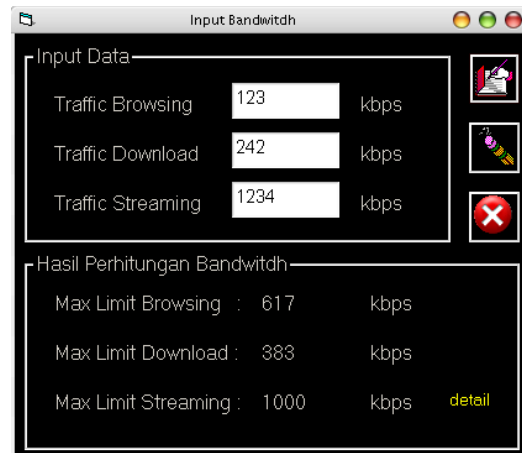 Input Bandwitdh
Input Data
Traffic Browsing 123 kbps
Traffic Download 242 kbps
Traffic Streaming 1234 kbps
Hasil Perhitungan Bandwitdh
Max Limit Browsing : 617 kbps
Max Limit Download : 383 kbps
Max Limit Streaming : 1000 kbps detail